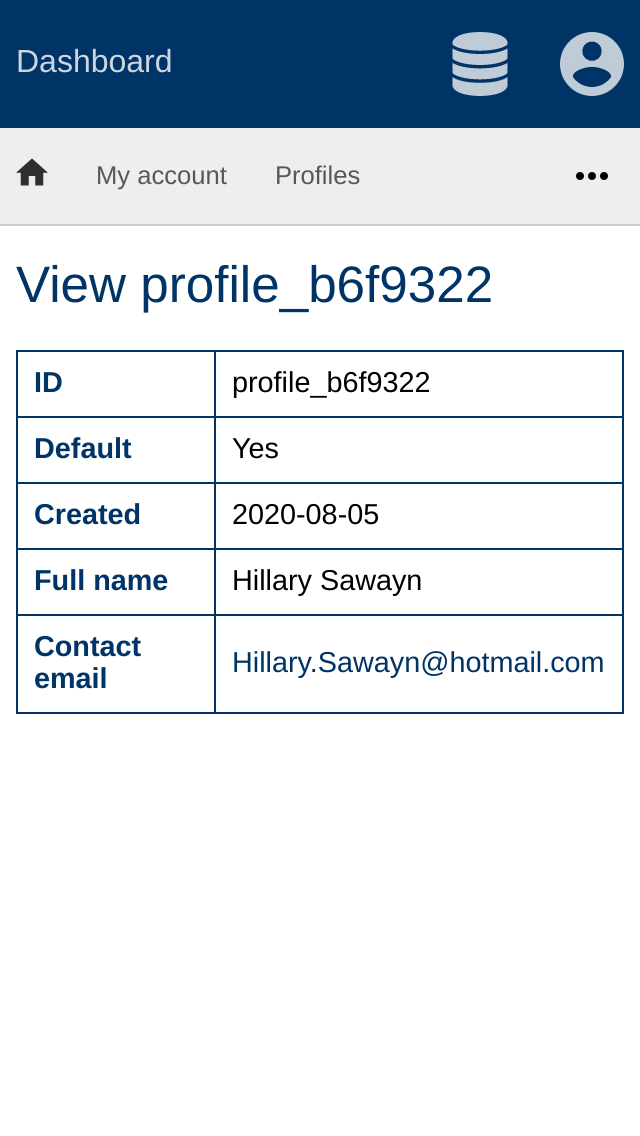 Dashboard
My account Profiles
View profile_b6f9322
ID profile_b6f9322
Default Yes
Created 2020-08-05
Full name Hillary Sawayn
Contact
email Hillary.Sawayn@hotmail.com